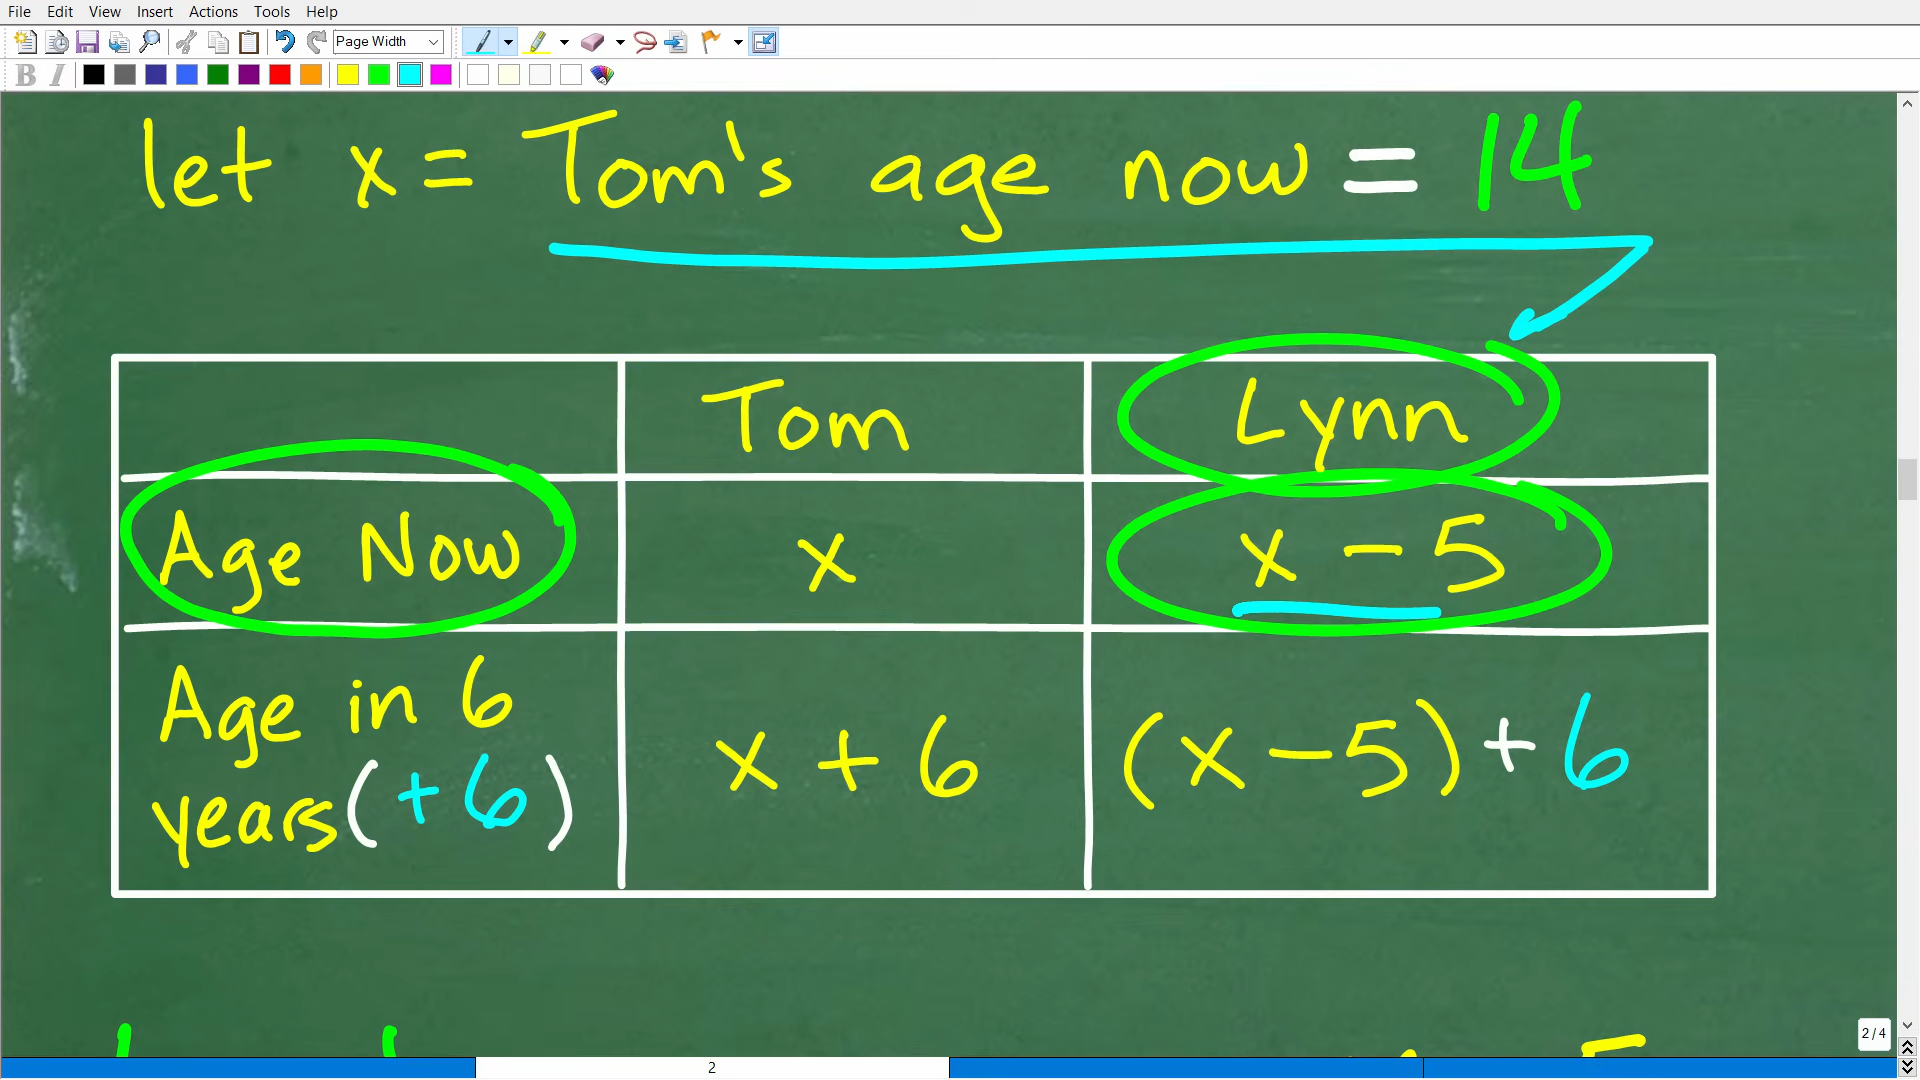 File Edit View Insert Actions Tools Help
Page Width
B I
let x = Tom's age now = 14
Tom Lynn
Age Now x x - 5
Age in 6 years (+6) x + 6 (x - 5) + 6
2 / 4
2